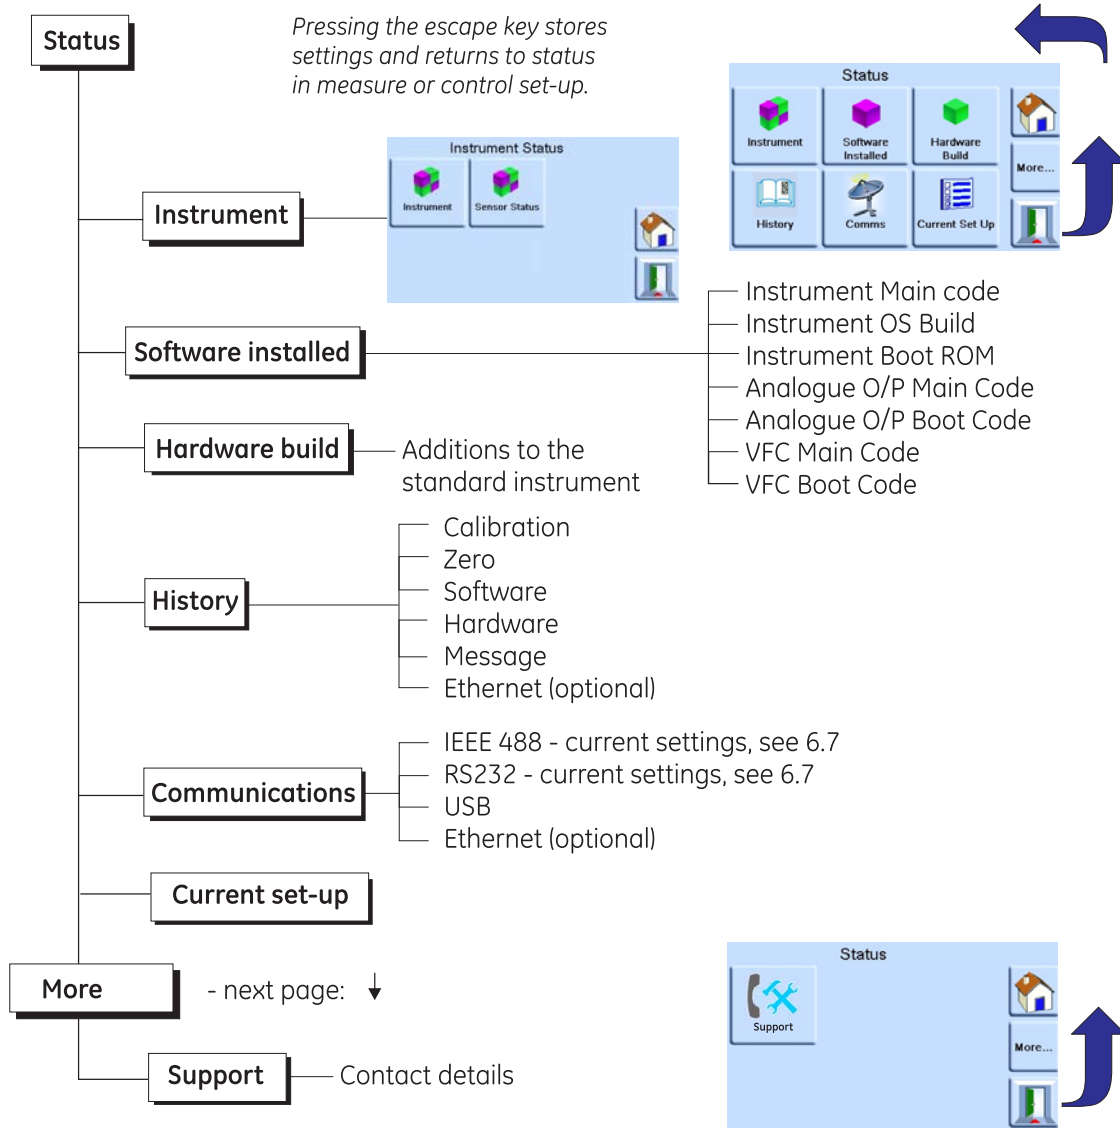 Status
Pressing the escape key stores
settings and returns to status
in measure or control set-up.
Status
Instrument
Software
Installed
Hardware
Build
More...
History
Comms
Current Set Up
Instrument Status
Instrument
Sensor Status
Instrument
Software installed
Instrument Main code
Instrument OS Build
Instrument Boot ROM
Analogue O/P Main Code
Analogue O/P Boot Code
VFC Main Code
VFC Boot Code
Hardware build
Additions to the
standard instrument
History
Calibration
Zero
Software
Hardware
Message
Ethernet (optional)
Communications
IEEE 488 - current settings, see 6.7
RS232 - current settings, see 6.7
USB
Ethernet (optional)
Current set-up
More
- next page:
Status
Support
More...
Support
Contact details